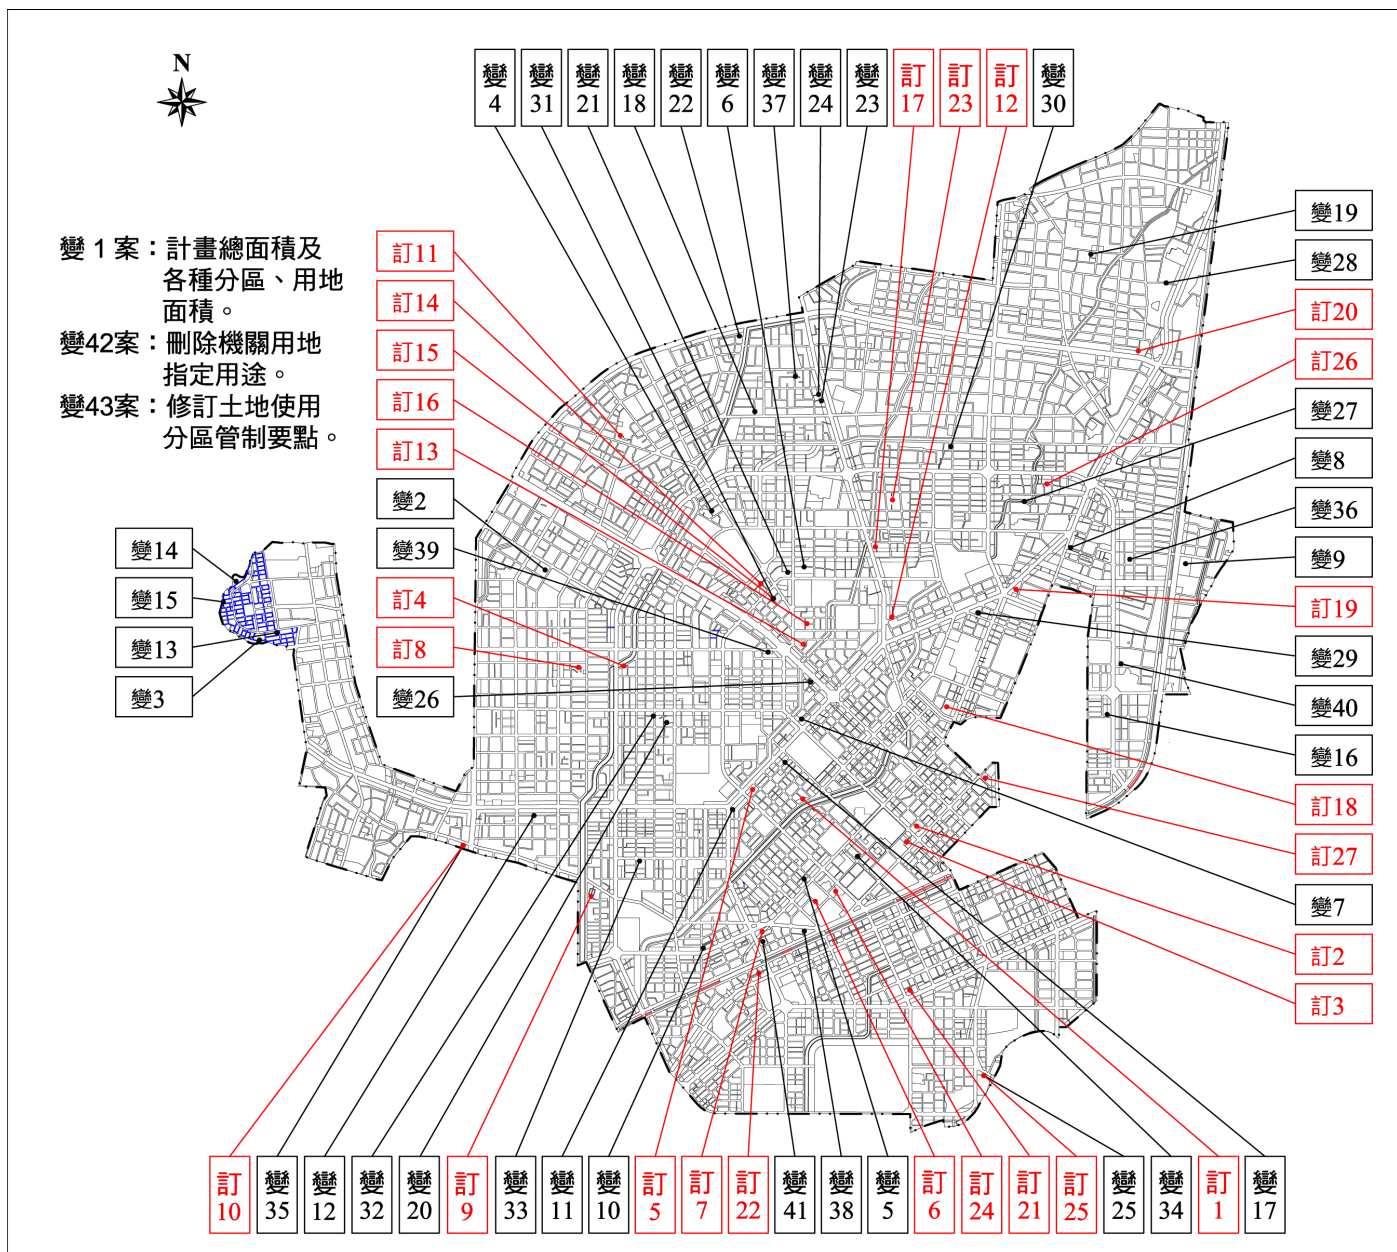 N
變 4
變 31
變 21
變 18
變 22
變 6
變 37
變 24
變 23
訂 17
訂 23
訂 12
變 30
變 1 案：計畫總面積及
各種分區、用地
面積。
變42案：刪除機關用地
指定用途。
變43案：修訂土地使用
分區管制要點。
訂11
訂14
訂15
訂16
訂13
變2
變39
訂4
訂8
變26
變14
變15
變13
變3
變19
變28
訂20
訂26
變27
變8
變36
變9
訂19
變29
變40
變16
訂18
訂27
變7
訂2
訂3
訂 10
變 35
變 12
變 32
變 20
訂 9
變 33
變 11
變 10
訂 5
訂 7
訂 22
變 41
變 38
變 5
訂 6
訂 24
訂 21
訂 25
變 25
變 34
訂 1
變 17